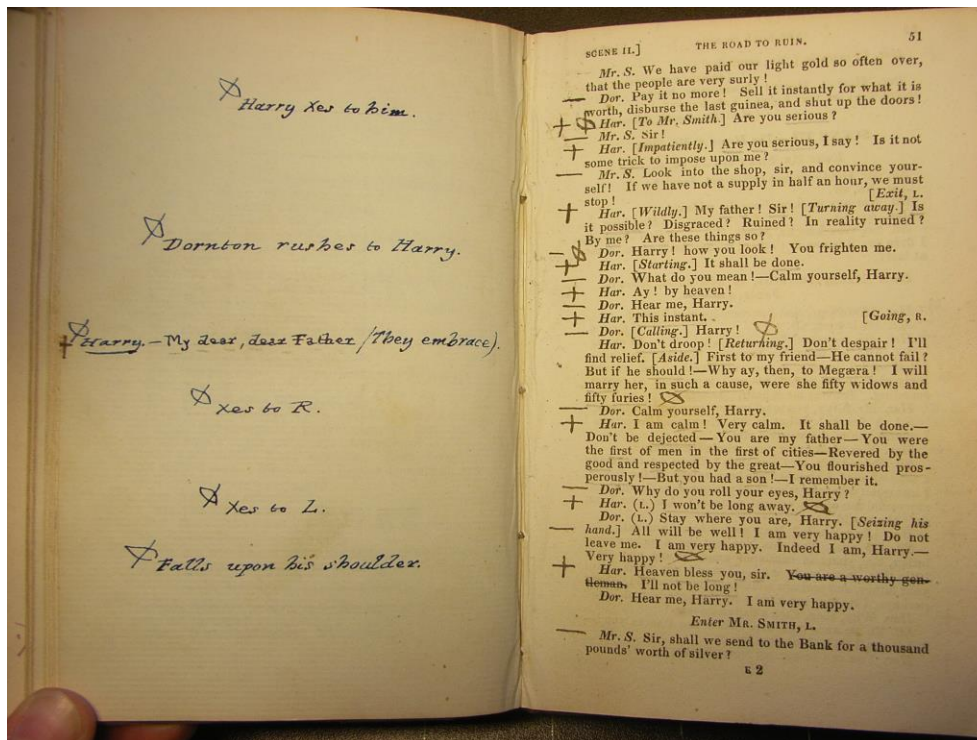 Harry Xes to him.
Dornton rushes to Harry.
Harry.—My dear, dear Father (They embrace).
Xes to R.
Xes to L.
Falls upon his shoulder.
SCENE II.] THE ROAD TO RUIN. 51
Mr. S. We have paid our light gold so often over,
that the people are very surly!
Dor. Pay it no more! Sell it instantly for what it is
worth, disburse the last guinea, and shut up the doors!
Har. [To Mr. Smith.] Are you serious?
Mr. S. Sir!
Har. [Impatiently.] Are you serious, I say! Is it not
some trick to impose upon me?
Mr. S. Look into the shop, sir, and convince your-
self! If we have not a supply in half an hour, we must
stop! [Exit, L.
Har. [Wildly.] My father! Sir! [Turning away.] Is
it possible? Disgraced? Ruined? In reality ruined?
By me? Are these things so?
Dor. Harry! how you look! You frighten me.
Har. [Starting.] It shall be done.
Dor. What do you mean!—Calm yourself, Harry.
Har. Ay! by heaven!
Dor. Hear me, Harry.
Har. This instant. [Going, R.
Dor. [Calling.] Harry!
Har. Don't droop! [Returning.] Don't despair! I'll
find relief. [Aside.] First to my friend—He cannot fail?
But if he should!—Why ay, then, to Megæra! I will
marry her, in such a cause, were she fifty widows and
fifty furies!
Dor. Calm yourself, Harry.
Har. I am calm! Very calm. It shall be done.—
Don't be dejected—You are my father—You were
the first of men in the first of cities—Revered by the
good and respected by the great—You flourished pros-
perously!—But you had a son!—I remember it.
Dor. Why do you roll your eyes, Harry?
Har. (L.) I won't be long away.
Dor. (L.) Stay where you are, Harry. [Seizing his
hand.] All will be well! I am very happy! Do not
leave me. I am very happy. Indeed I am, Harry.—
Very happy!
Har. Heaven bless you, sir. You are a worthy gen-
tleman. I'll not be long!
Dor. Hear me, Harry. I am very happy.
Enter MR. SMITH, L.
Mr. S. Sir, shall we send to the Bank for a thousand
pounds' worth of silver?
E 2